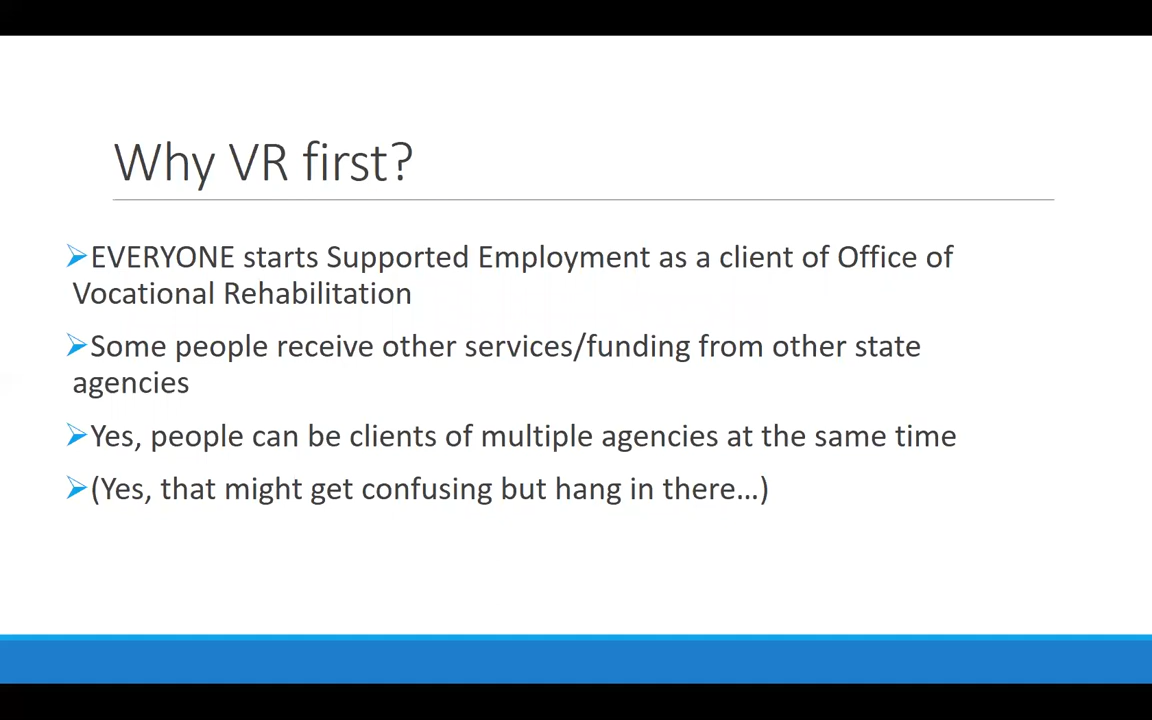 Why VR first?
EVERYONE starts Supported Employment as a client of Office of
Vocational Rehabilitation
Some people receive other services/funding from other state
agencies
Yes, people can be clients of multiple agencies at the same time
(Yes, that might get confusing but hang in there…)